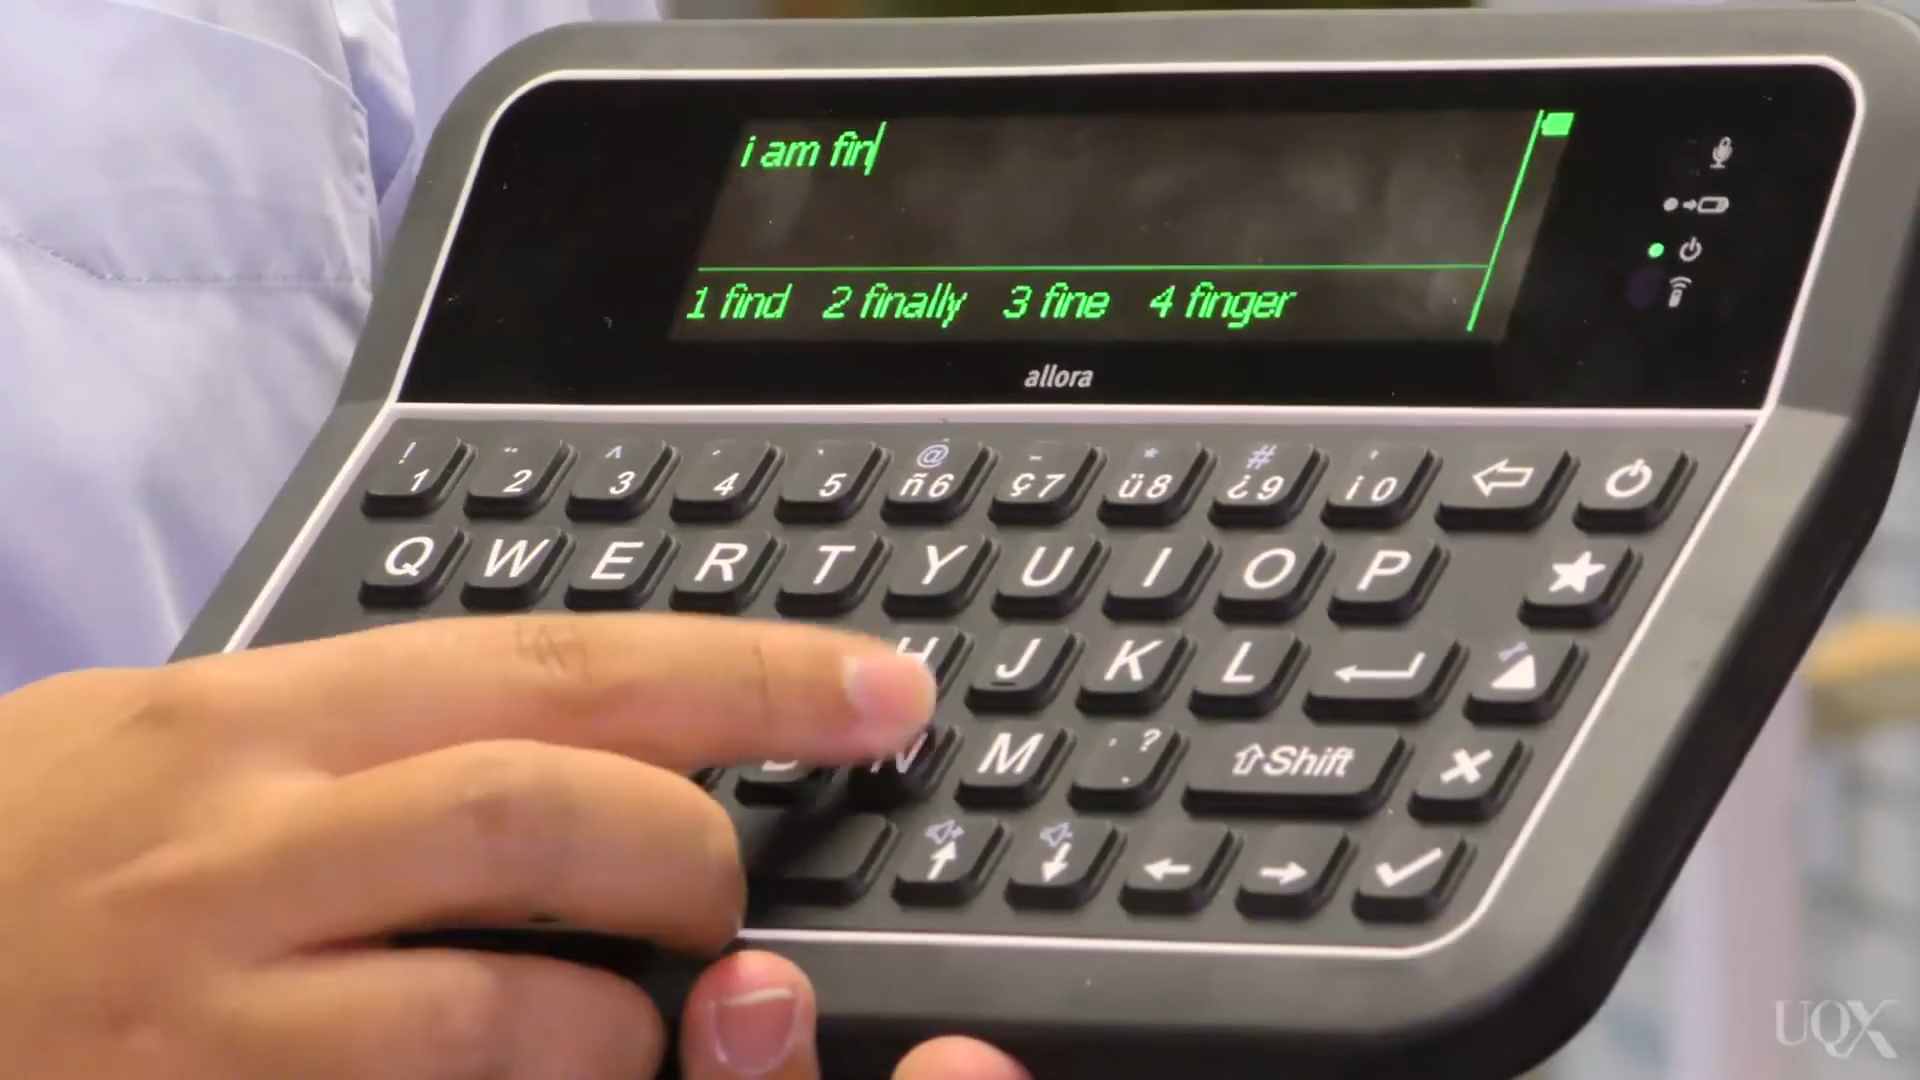 i am fin
1 find 2 finally 3 fine 4 finger
allora
! 1 ¨ 2 ^ 3 ´ 4 ` 5 @ ñ6 - ç7 * ü8 # ¿9 ' ¡0
Q W E R T Y U I O P
H J K L
B N M , . ? Shift
UQX